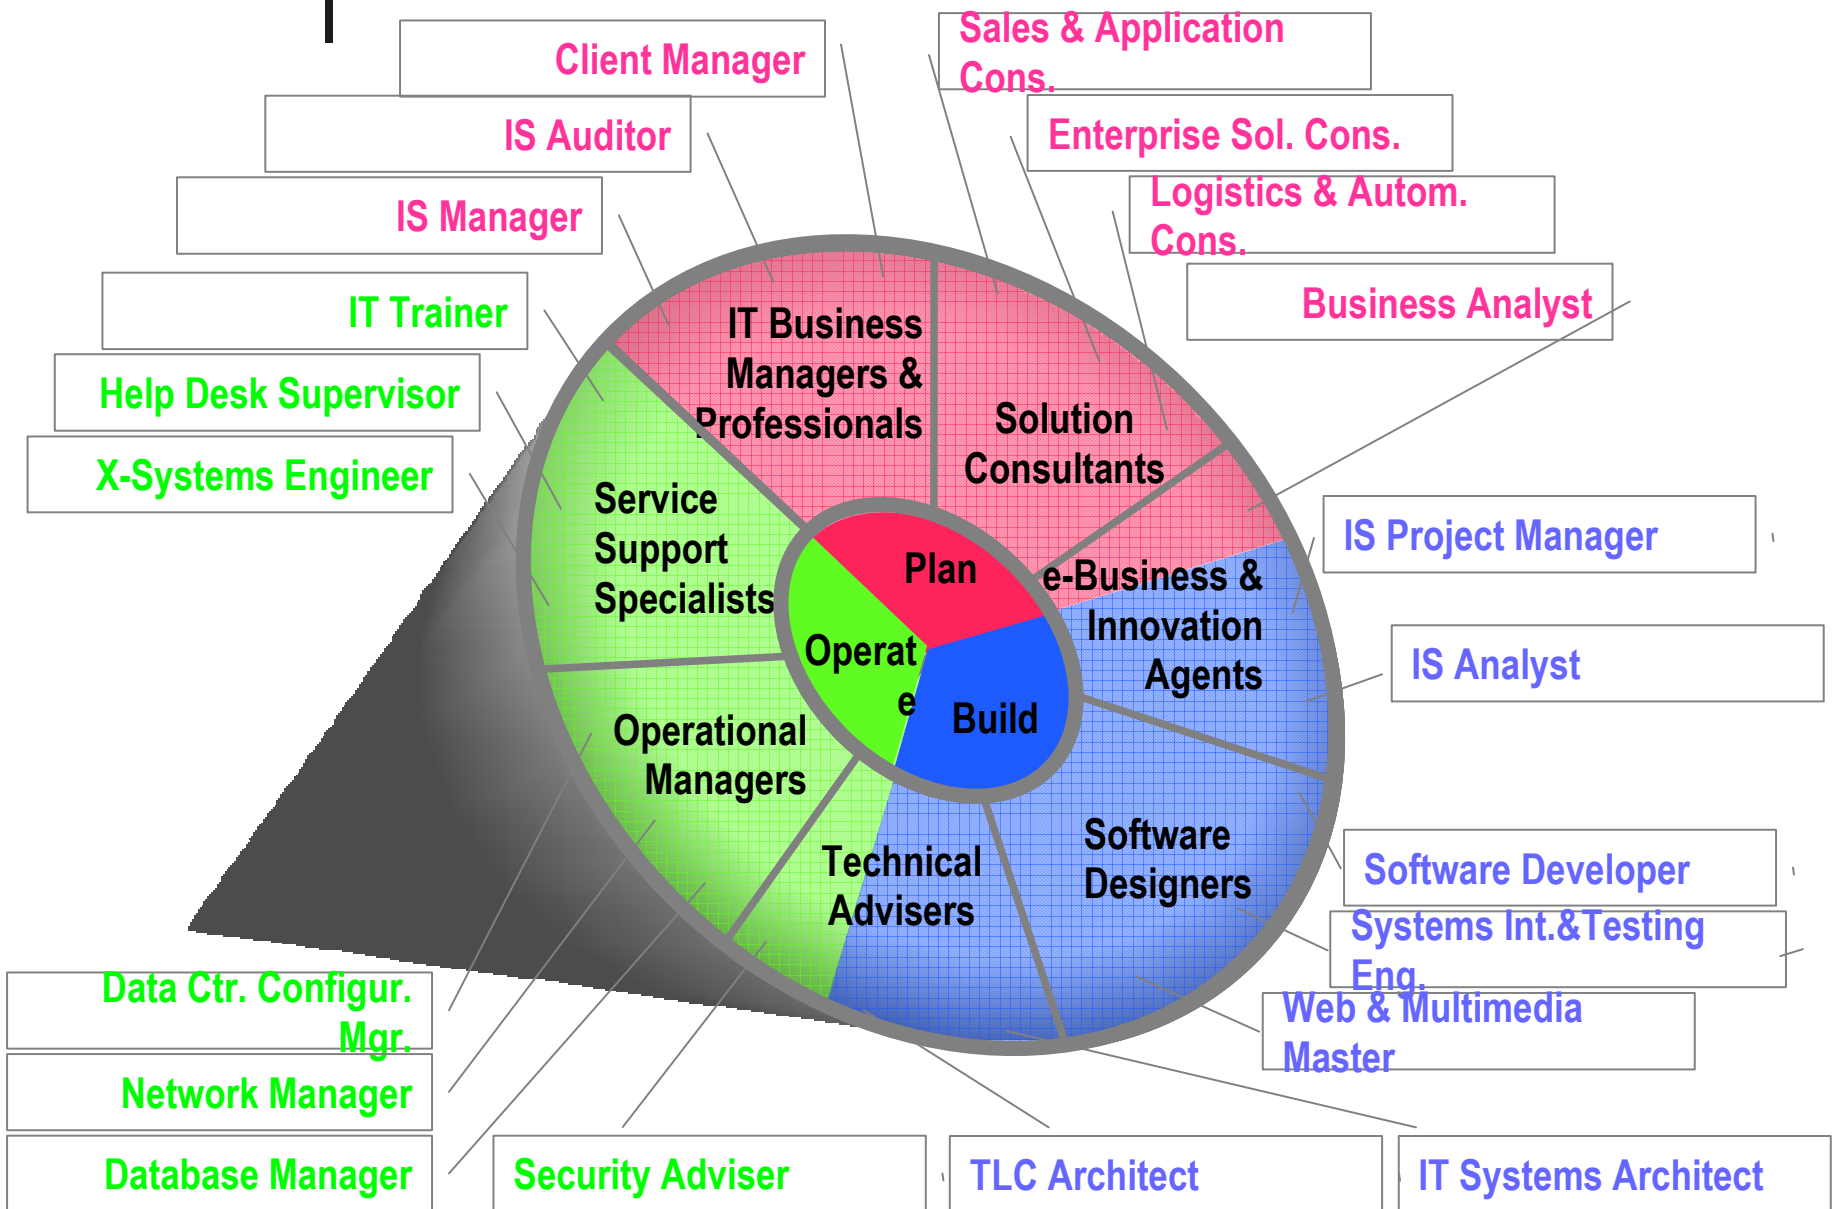 Client Manager
Sales & Application
Cons.
IS Auditor
Enterprise Sol. Cons.
IS Manager
Logistics & Autom.
Cons.
IT Trainer
Business Analyst
Help Desk Supervisor
X-Systems Engineer
IT Business
Managers &
Professionals
Solution
Consultants
Service
Support
Specialists
Plan
e-Business &
Innovation
Agents
IS Project Manager
IS Analyst
Operat
e
Build
Operational
Managers
Technical
Advisers
Software
Designers
Software Developer
Systems Int.&Testing
Eng.
Web & Multimedia
Master
Data Ctr. Configur.
Mgr.
Network Manager
Database Manager
Security Adviser
TLC Architect
IT Systems Architect